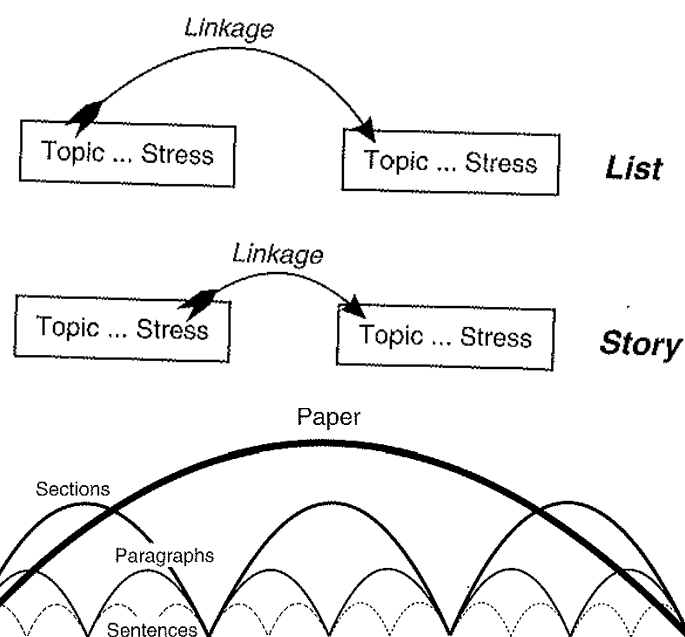 Linkage
Topic ... Stress
Topic ... Stress
List
Linkage
Topic ... Stress
Topic ... Stress
Story
Paper
Sections
Paragraphs
Sentences